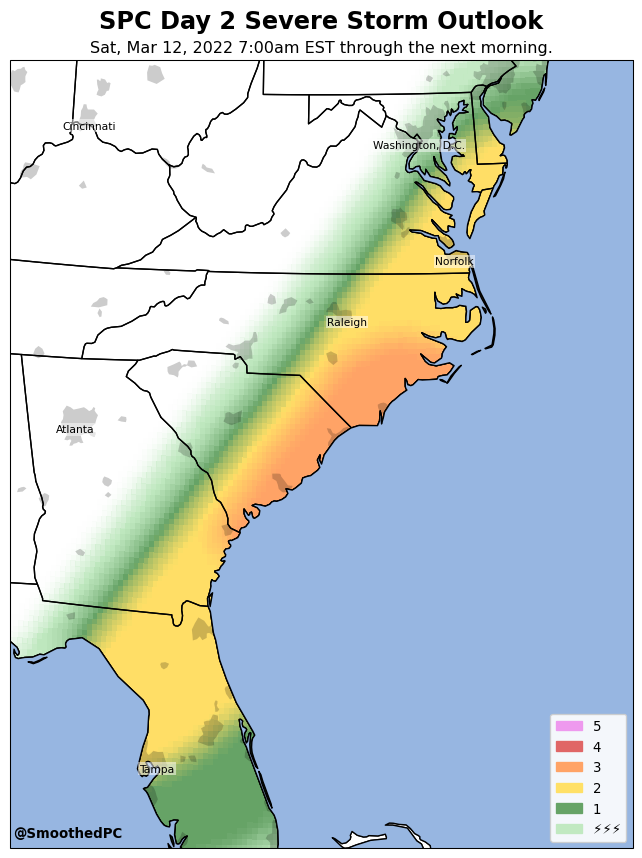 SPC Day 2 Severe Storm Outlook
Sat, Mar 12, 2022 7:00am EST through the next morning.
Cincinnati
Washington, D.C.
Norfolk
Raleigh
Atlanta
Tampa
5
4
3
2
1
⚡⚡⚡
@SmoothedPC